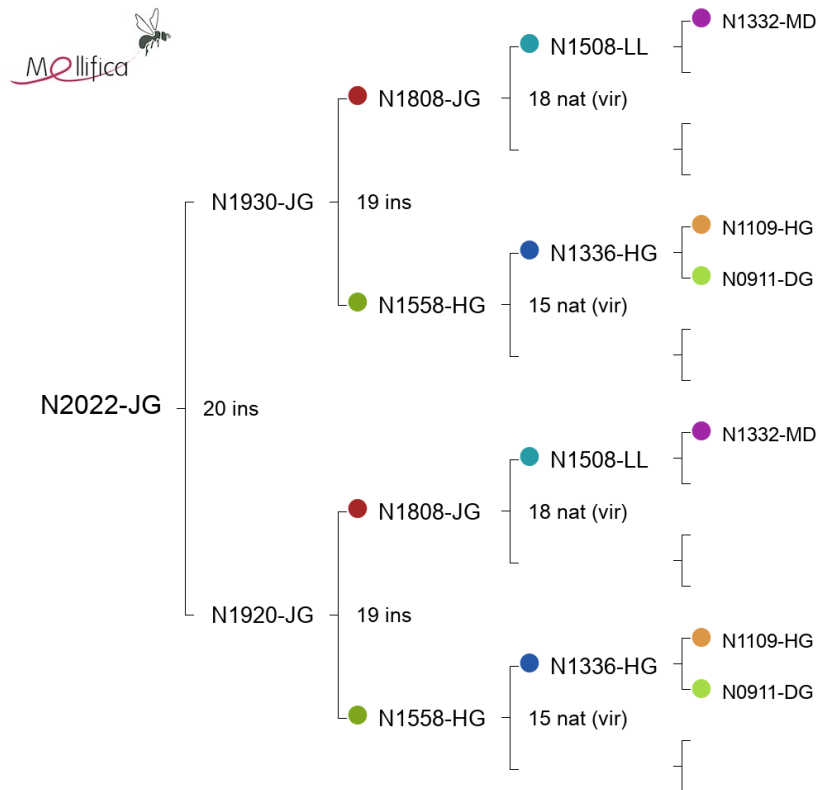 Mellifica
N1332-MD
N1508-LL
N1808-JG
18 nat (vir)
N1930-JG
19 ins
N1109-HG
N1336-HG
N0911-DG
N1558-HG
15 nat (vir)
N2022-JG
20 ins
N1332-MD
N1508-LL
N1808-JG
18 nat (vir)
N1920-JG
19 ins
N1109-HG
N1336-HG
N0911-DG
N1558-HG
15 nat (vir)